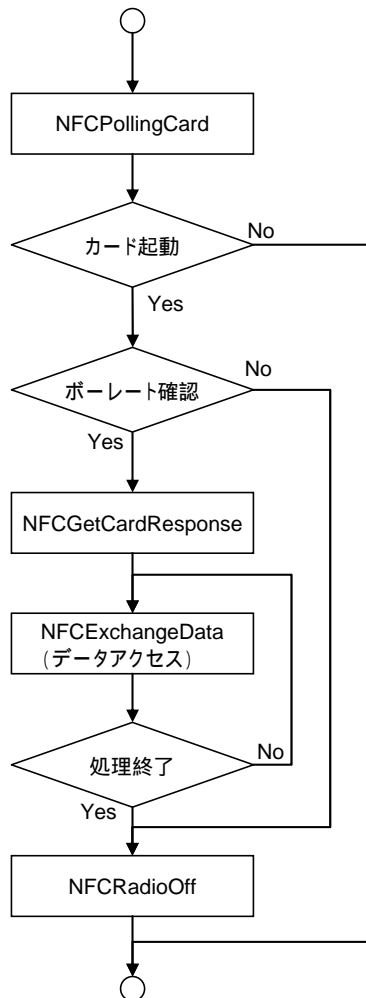 NFCPollingCard
カード起動
No
Yes
ボーレート確認
No
Yes
NFCGetCardResponse
NFCExchangeData
(データアクセス)
処理終了
No
Yes
NFCRadioOff